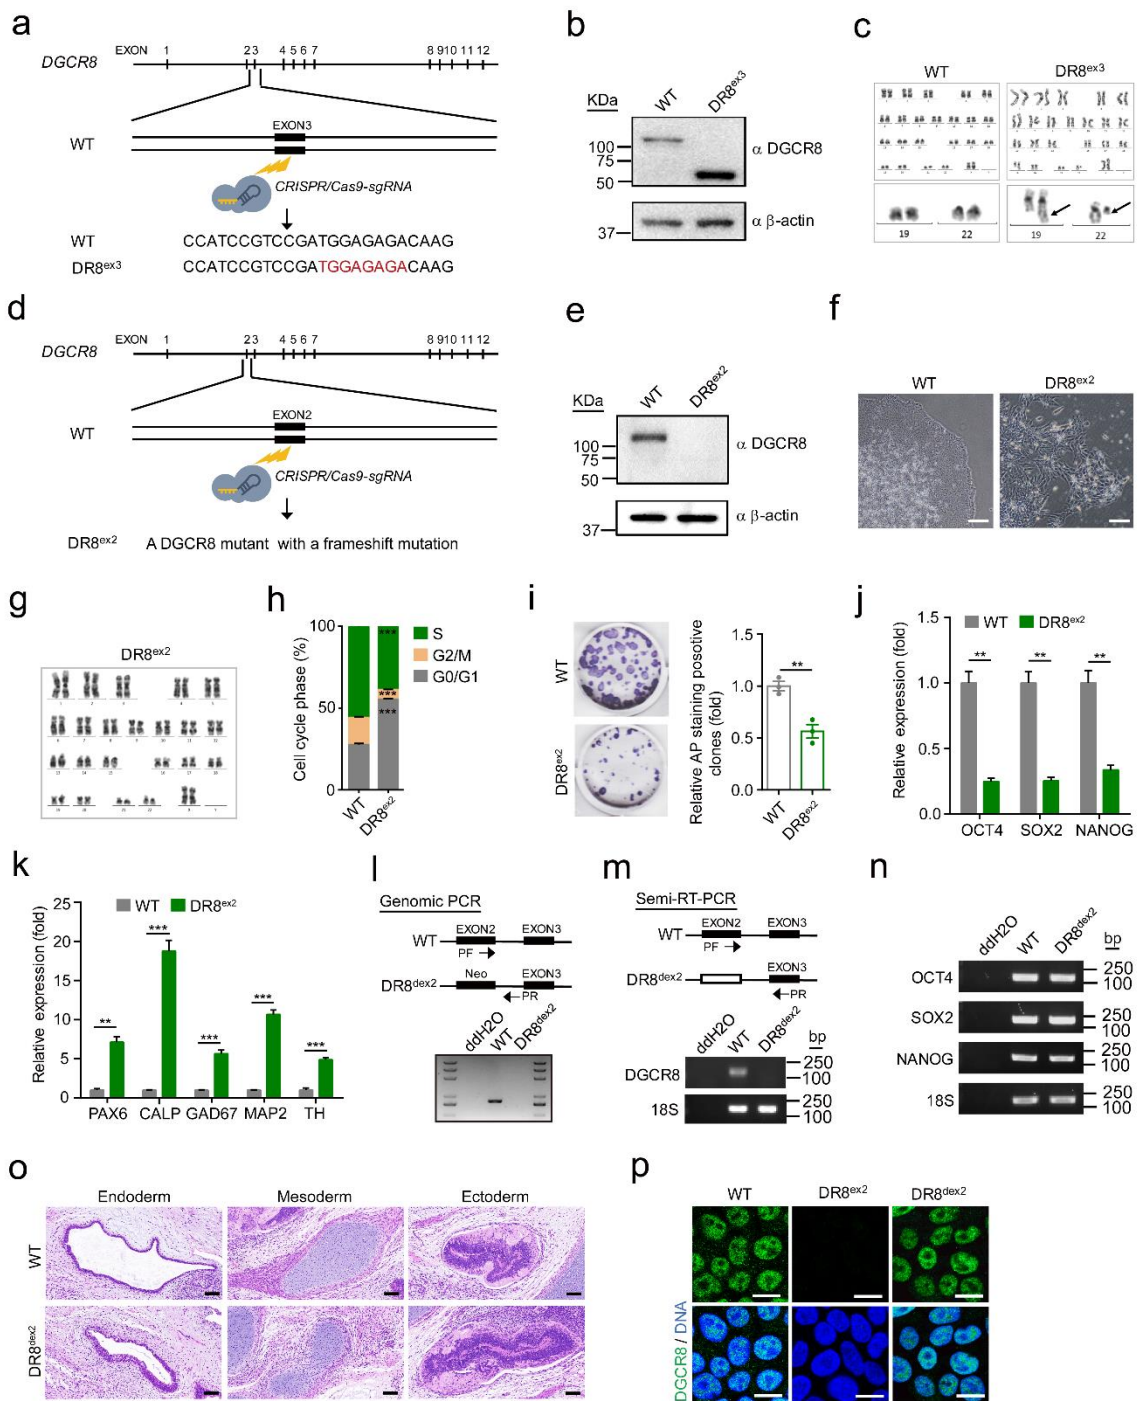 a
EXON 1 2 3 4 5 6 7 8 9 10 11 12
DGCR8
WT
EXON3
CRISPR/Cas9-sgRNA
WT CCATCCGTCCGATGGAGAGACAAG
DR8ex3 CCATCCGTCCGATGGAGAGACAAG
b
KDa WT DR8ex3
100
75
50
α DGCR8
37
α β-actin
c
WT DR8ex3
19 22 19 22
d
EXON 1 2 3 4 5 6 7 8 9 10 11 12
DGCR8
WT
EXON2
CRISPR/Cas9-sgRNA
DR8ex2 A DGCR8 mutant with a frameshift mutation
e
KDa WT DR8ex2
100
75
50
α DGCR8
37
α β-actin
f
WT DR8ex2
g
DR8ex2
h
Cell cycle phase (%)
100
50
0
***
***
***
S
G2/M
G0/G1
WT DR8ex2
i
WT
DR8ex2
Relative AP staining posotive
clones (fold)
1.5
1.0
0.5
0.0
**
WT DR8ex2
j
WT DR8ex2
Relative expression (fold)
1.5
1.0
0.5
0.0
** ** **
OCT4 SOX2 NANOG
k
WT DR8ex2
Relative expression (fold)
25
20
15
10
5
0
** *** *** *** ***
PAX6 CALP GAD67 MAP2 TH
l
Genomic PCR
EXON2 EXON3
WT
PF
Neo EXON3
DR8dex2
PR
ddH2O WT DR8dex2
m
Semi-RT-PCR
EXON2 EXON3
WT
PF
EXON3
DR8dex2
PR
ddH2O WT DR8dex2 bp
DGCR8 250
100
18S 250
100
n
ddH2O WT DR8dex2 bp
OCT4 250
100
SOX2 250
100
NANOG 250
100
18S 250
100
o
Endoderm Mesoderm Ectoderm
WT
DR8dex2
p
WT DR8ex2 DR8dex2
DGCR8 / DNA